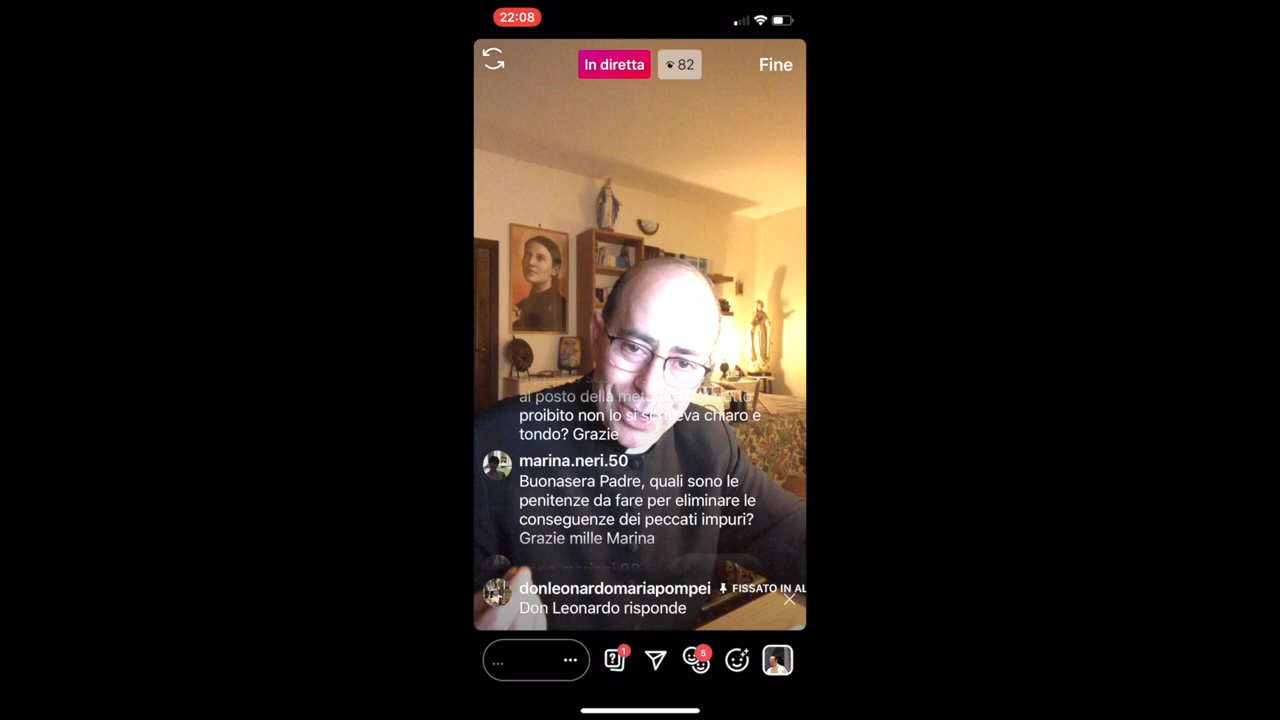 22:08
In diretta
82
Fine
al posto della
proibito non lo si scriveva chiaro e
tondo? Grazie
marina.neri.50
Buonasera Padre, quali sono le
penitenze da fare per eliminare le
conseguenze dei peccati impuri?
Grazie mille Marina
donleonardomariapompei FISSATO IN AL
Don Leonardo risponde
...
1
5